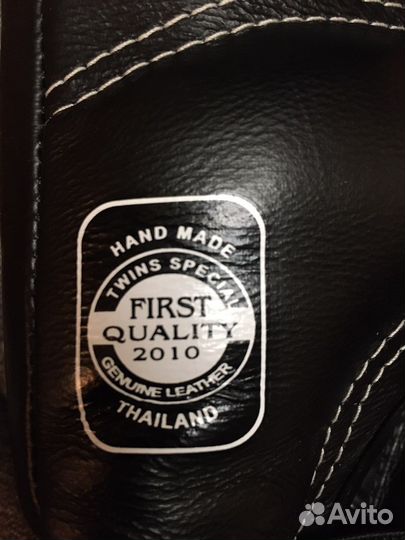 HAND MADE
TWINS SPECIAL
FIRST
QUALITY
2010
GENUINE LEATHER
THAILAND
Avito